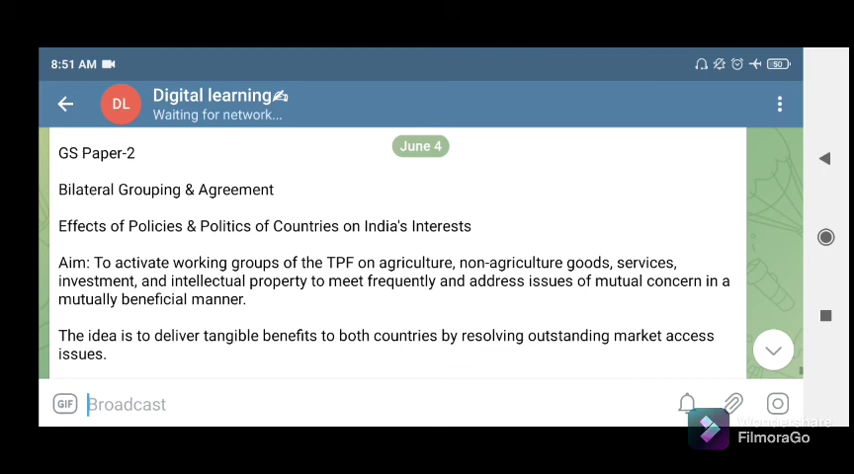 8:51 AM
50
DL
Digital learning✍
Waiting for network...
June 4
GS Paper-2
Bilateral Grouping & Agreement
Effects of Policies & Politics of Countries on India's Interests
Aim: To activate working groups of the TPF on agriculture, non-agriculture goods, services,
investment, and intellectual property to meet frequently and address issues of mutual concern in a
mutually beneficial manner.
The idea is to deliver tangible benefits to both countries by resolving outstanding market access
issues.
GIF
Broadcast
Wondershare
FilmoraGo